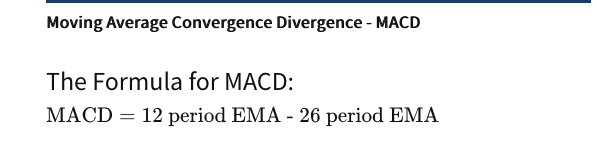 Moving Average Convergence Divergence - MACD
The Formula for MACD:
MACD = 12 period EMA - 26 period EMA